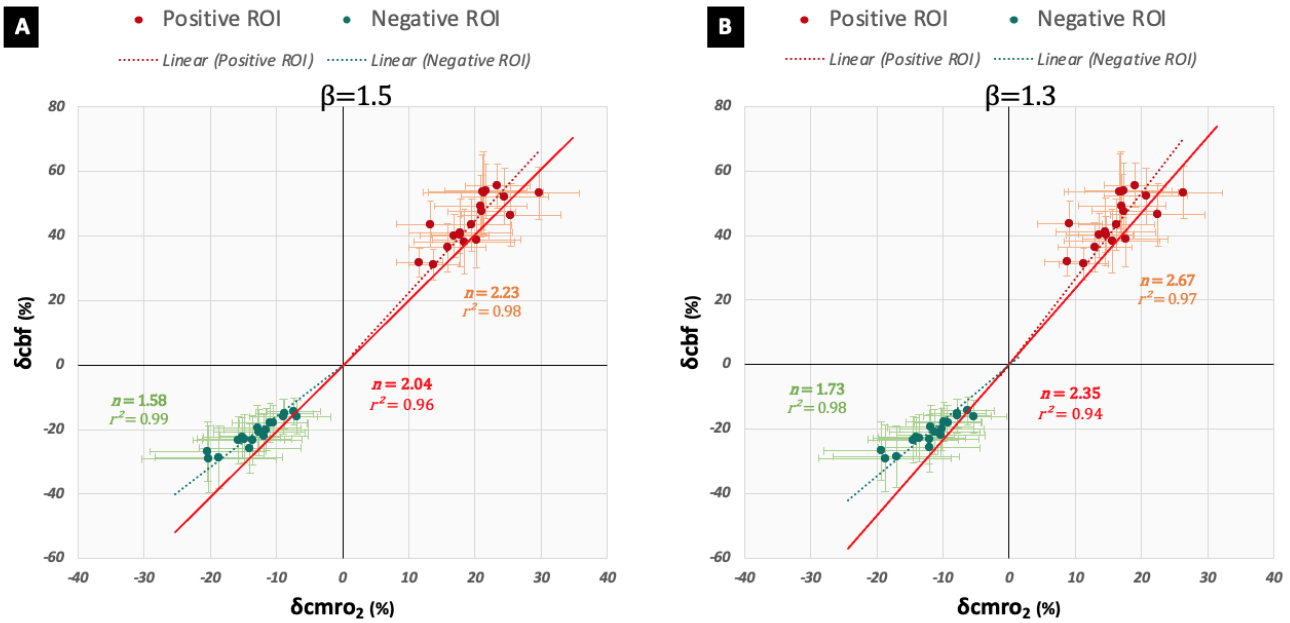 A
Positive ROI
Negative ROI
Linear (Positive ROI)
Linear (Negative ROI)
β=1.5
80
60
40
20
0
-20
-40
-60
-40
-30
-20
-10
0
10
20
30
40
δcbf (%)
δcmro₂ (%)
n = 2.23
r² = 0.98
n = 2.04
r² = 0.96
n = 1.58
r² = 0.99
B
Positive ROI
Negative ROI
Linear (Positive ROI)
Linear (Negative ROI)
β=1.3
80
60
40
20
0
-20
-40
-60
-40
-30
-20
-10
0
10
20
30
40
δcbf (%)
δcmro₂ (%)
n = 2.67
r² = 0.97
n = 2.35
r² = 0.94
n = 1.73
r² = 0.98